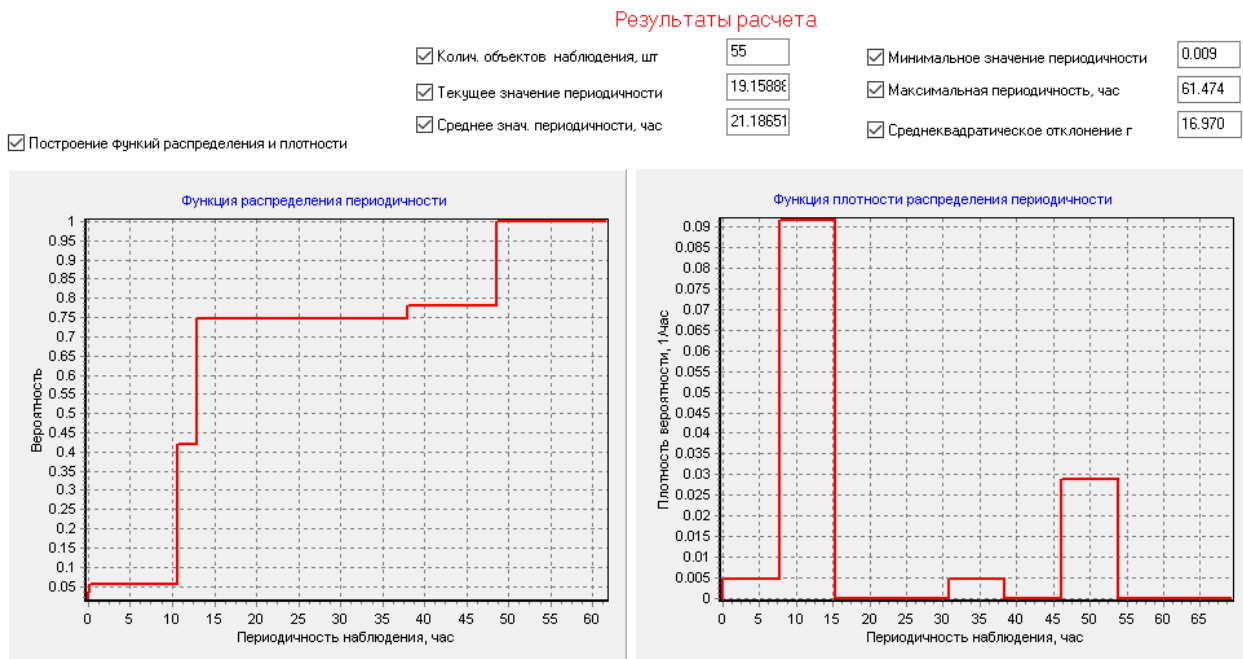 Результаты расчета
Колич. объектов наблюдения, шт 55
Минимальное значение периодичности 0.009
Текущее значение периодичности 19.15888
Максимальная периодичность, час 61.474
Среднее знач. периодичности, час 21.18651
Среднеквадратическое отклонение г 16.970
Построение функий распределения и плотности
Функция распределения периодичности
Вероятность
1
0.95
0.9
0.85
0.8
0.75
0.7
0.65
0.6
0.55
0.5
0.45
0.4
0.35
0.3
0.25
0.2
0.15
0.1
0.05
0 5 10 15 20 25 30 35 40 45 50 55 60
Периодичность наблюдения, час
Функция плотности распределения периодичности
Плотность вероятности, 1/час
0.09
0.085
0.08
0.075
0.07
0.065
0.06
0.055
0.05
0.045
0.04
0.035
0.03
0.025
0.02
0.015
0.01
0.005
0
0 5 10 15 20 25 30 35 40 45 50 55 60 65
Периодичность наблюдения, час